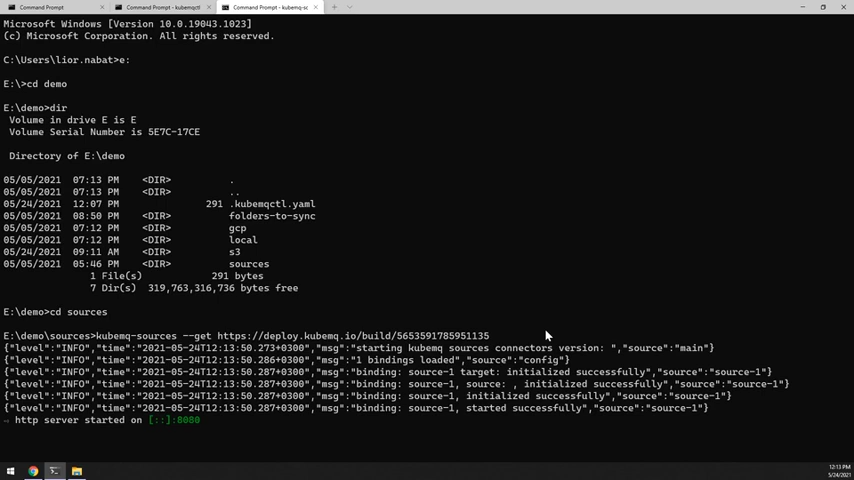 Command Prompt
Command Prompt - kubemqctl
Command Prompt - kubemq-so
Microsoft Windows [Version 10.0.19043.1023]
(c) Microsoft Corporation. All rights reserved.
C:\Users\lior.nabat>e:
E:\>cd demo
E:\demo>dir
Volume in drive E is E
Volume Serial Number is 5E7C-17CE
Directory of E:\demo
05/05/2021 07:13 PM <DIR> .
05/05/2021 07:13 PM <DIR> ..
05/24/2021 12:07 PM 291 .kubemqctl.yaml
05/05/2021 08:50 PM <DIR> folders-to-sync
05/05/2021 07:12 PM <DIR> gcp
05/05/2021 07:12 PM <DIR> local
05/24/2021 09:11 AM <DIR> s3
05/05/2021 05:46 PM <DIR> sources
1 File(s) 291 bytes
7 Dir(s) 319,763,316,736 bytes free
E:\demo>cd sources
E:\demo\sources>kubemq-sources --get https://deploy.kubemq.io/build/5653591785951135
{"level":"INFO","time":"2021-05-24T12:13:50.273+0300","msg":"starting kubemq sources connectors version: ","source":"main"}
{"level":"INFO","time":"2021-05-24T12:13:50.286+0300","msg":"1 bindings loaded","source":"config"}
{"level":"INFO","time":"2021-05-24T12:13:50.287+0300","msg":"binding: source-1 target: initialized successfully","source":"source-1"}
{"level":"INFO","time":"2021-05-24T12:13:50.287+0300","msg":"binding: source-1, source: , initialized successfully","source":"source-1"}
{"level":"INFO","time":"2021-05-24T12:13:50.287+0300","msg":"binding: source-1, initialized successfully","source":"source-1"}
{"level":"INFO","time":"2021-05-24T12:13:50.287+0300","msg":"binding: source-1, started successfully","source":"source-1"}
⇨ http server started on [::]:8080
12:13 PM
5/24/2021